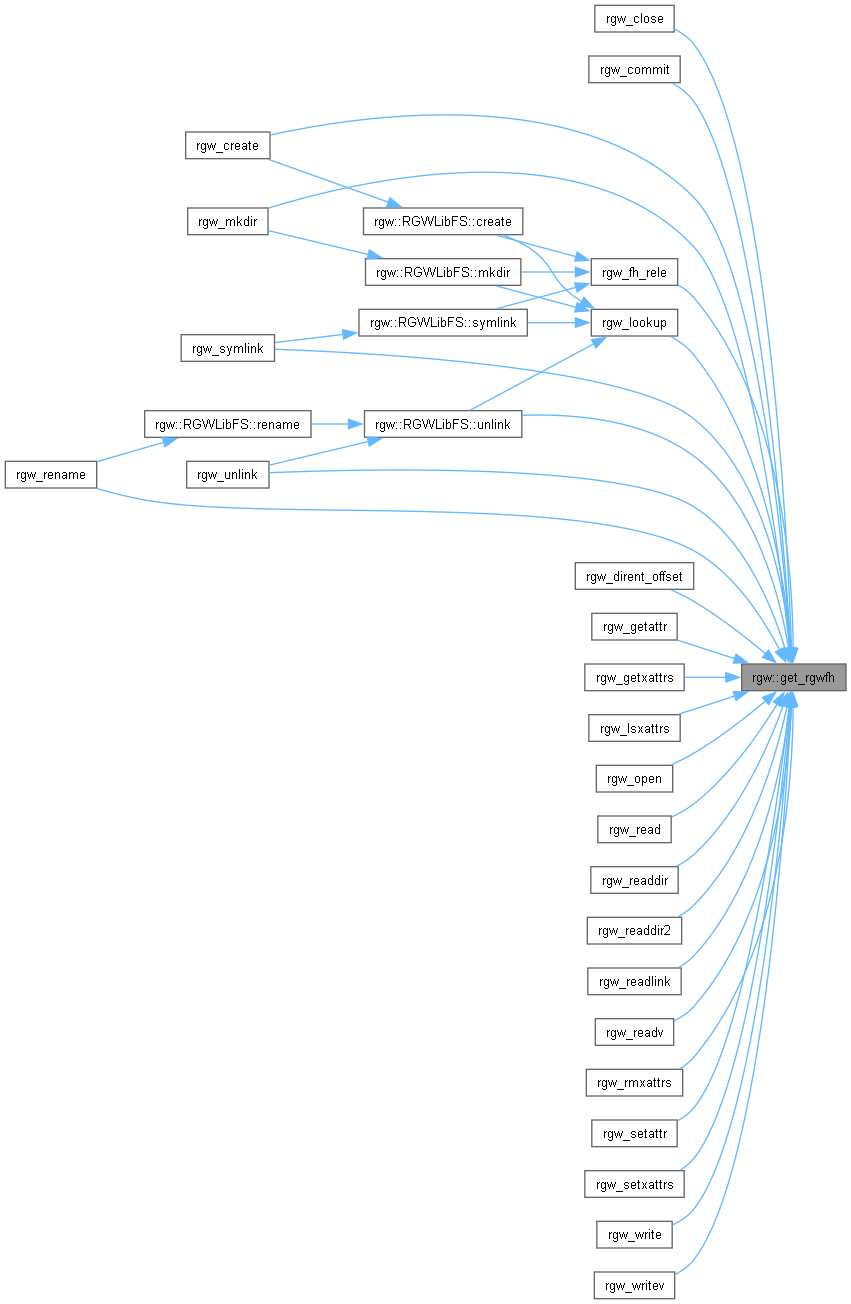 rgw_close
rgw_commit
rgw_create
rgw_mkdir
rgw::RGWLibFS::create
rgw::RGWLibFS::mkdir
rgw_fh_rele
rgw::RGWLibFS::symlink
rgw_lookup
rgw_symlink
rgw::RGWLibFS::rename
rgw::RGWLibFS::unlink
rgw_rename
rgw_unlink
rgw_dirent_offset
rgw_getattr
rgw_getxattrs
rgw::get_rgwfh
rgw_lsxattrs
rgw_open
rgw_read
rgw_readdir
rgw_readdir2
rgw_readlink
rgw_readv
rgw_rmxattrs
rgw_setattr
rgw_setxattrs
rgw_write
rgw_writev